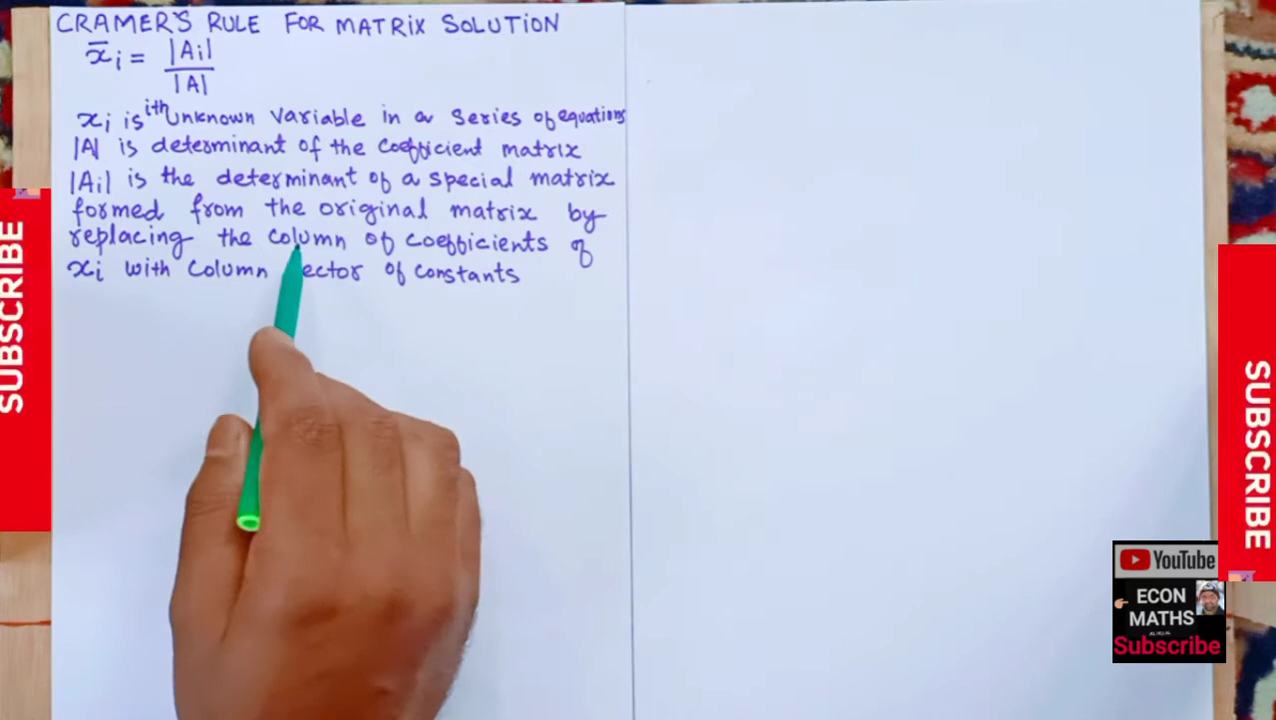 CRAMER'S RULE FOR MATRIX SOLUTION
x̄i = |Ai| / |A|
xi is ith Unknown Variable in a series of equations
|A| is determinant of the coefficient matrix
|Ai| is the determinant of a special matrix
formed from the original matrix by
replacing the column of coefficients of
xi with column ector of constants
SUBSCRIBE
SUBSCRIBE
YouTube
ECON
MATHS
Subscribe